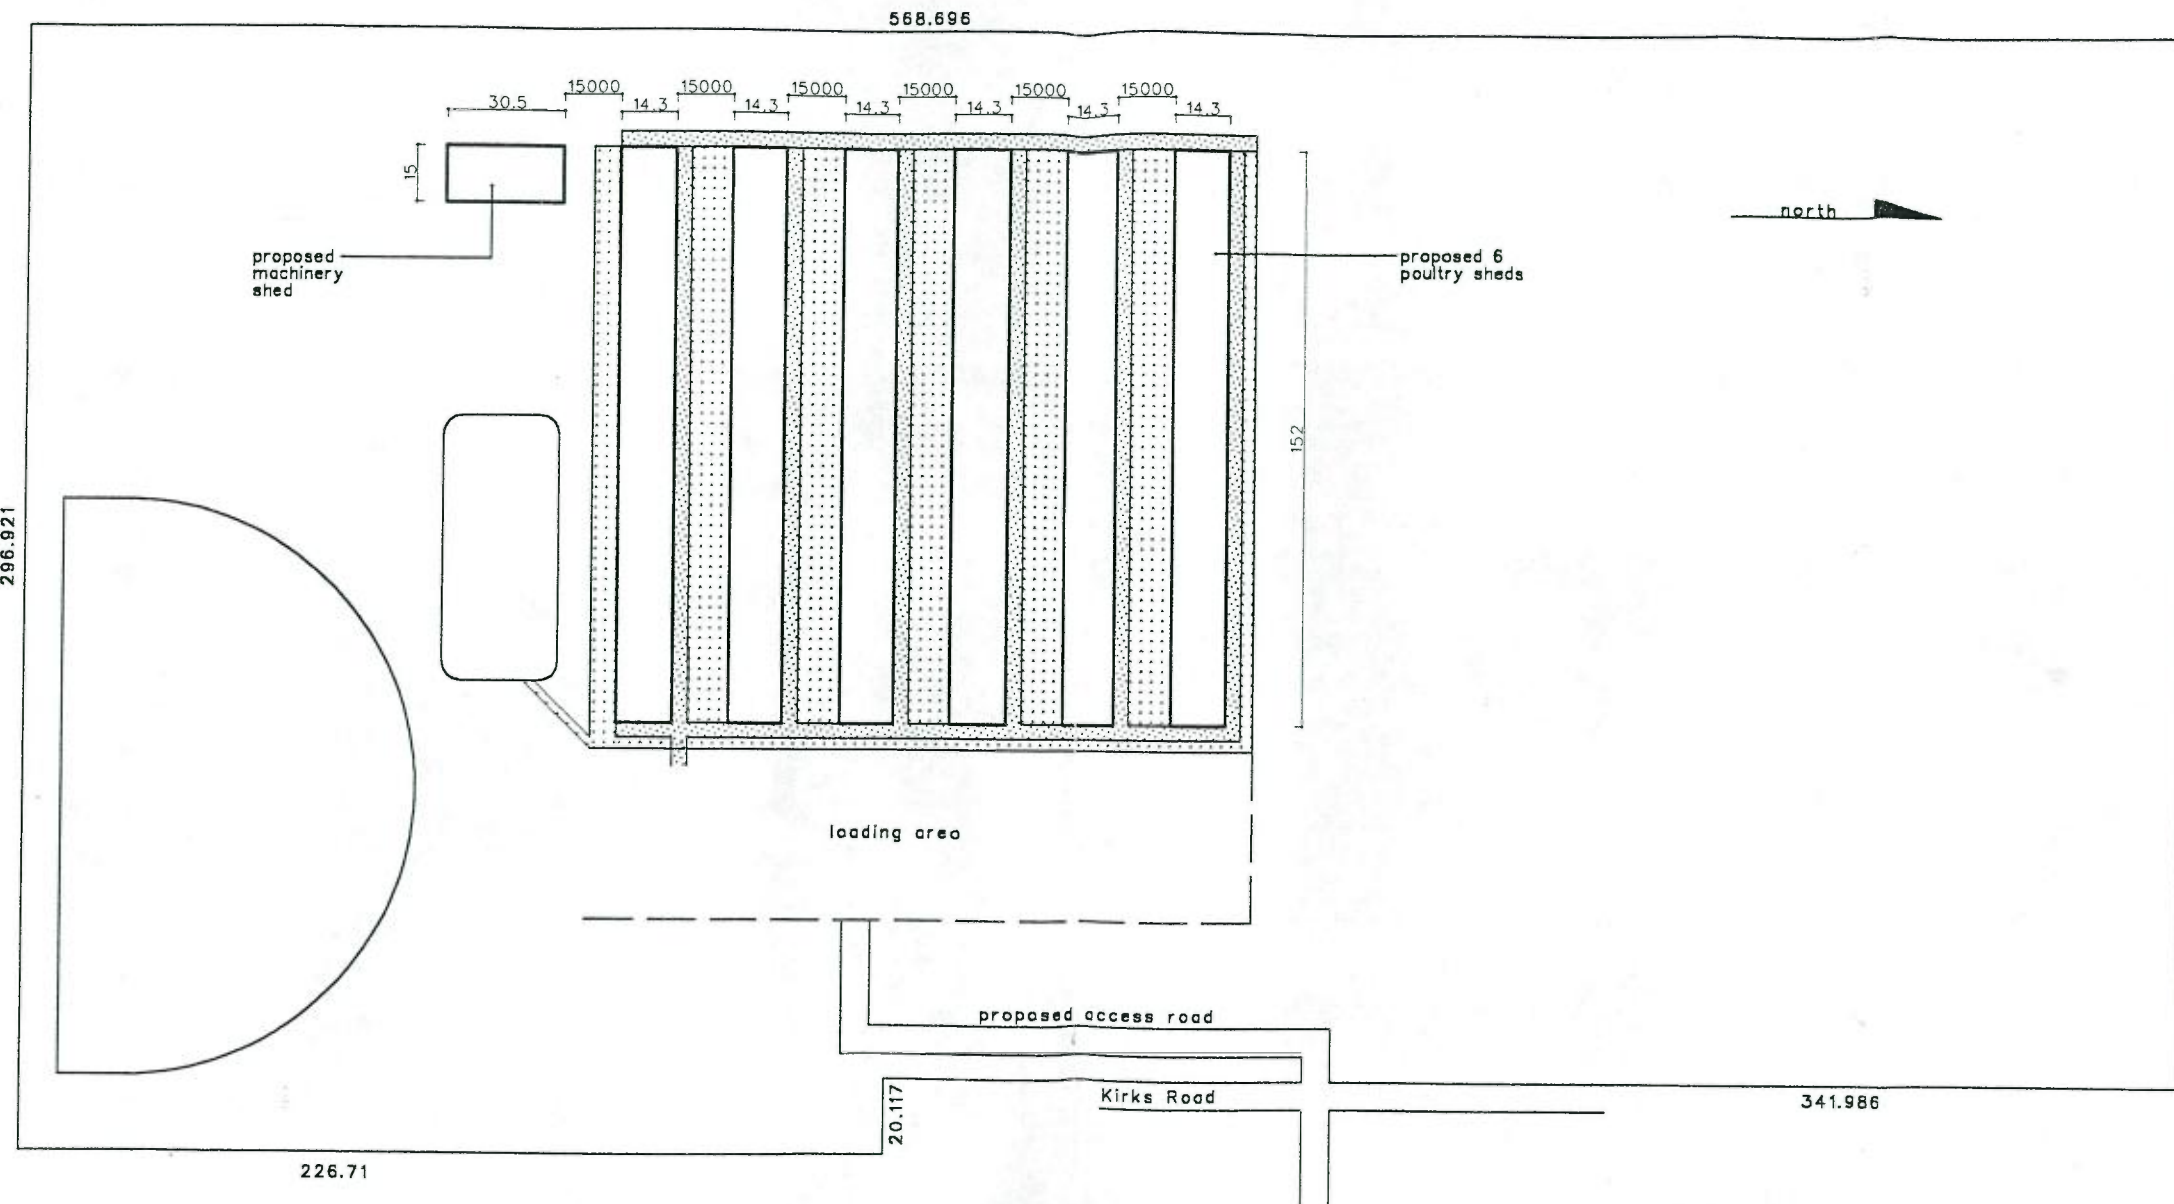 568.696
15000 15000 15000 15000 15000 15000
30.5 14.3 14.3 14.3 14.3 14.3 14.3
15
north
proposed
machinery
shed
proposed 6
poultry sheds
152
296.921
loading area
proposed access road
Kirks Road
20.117
341.986
226.71